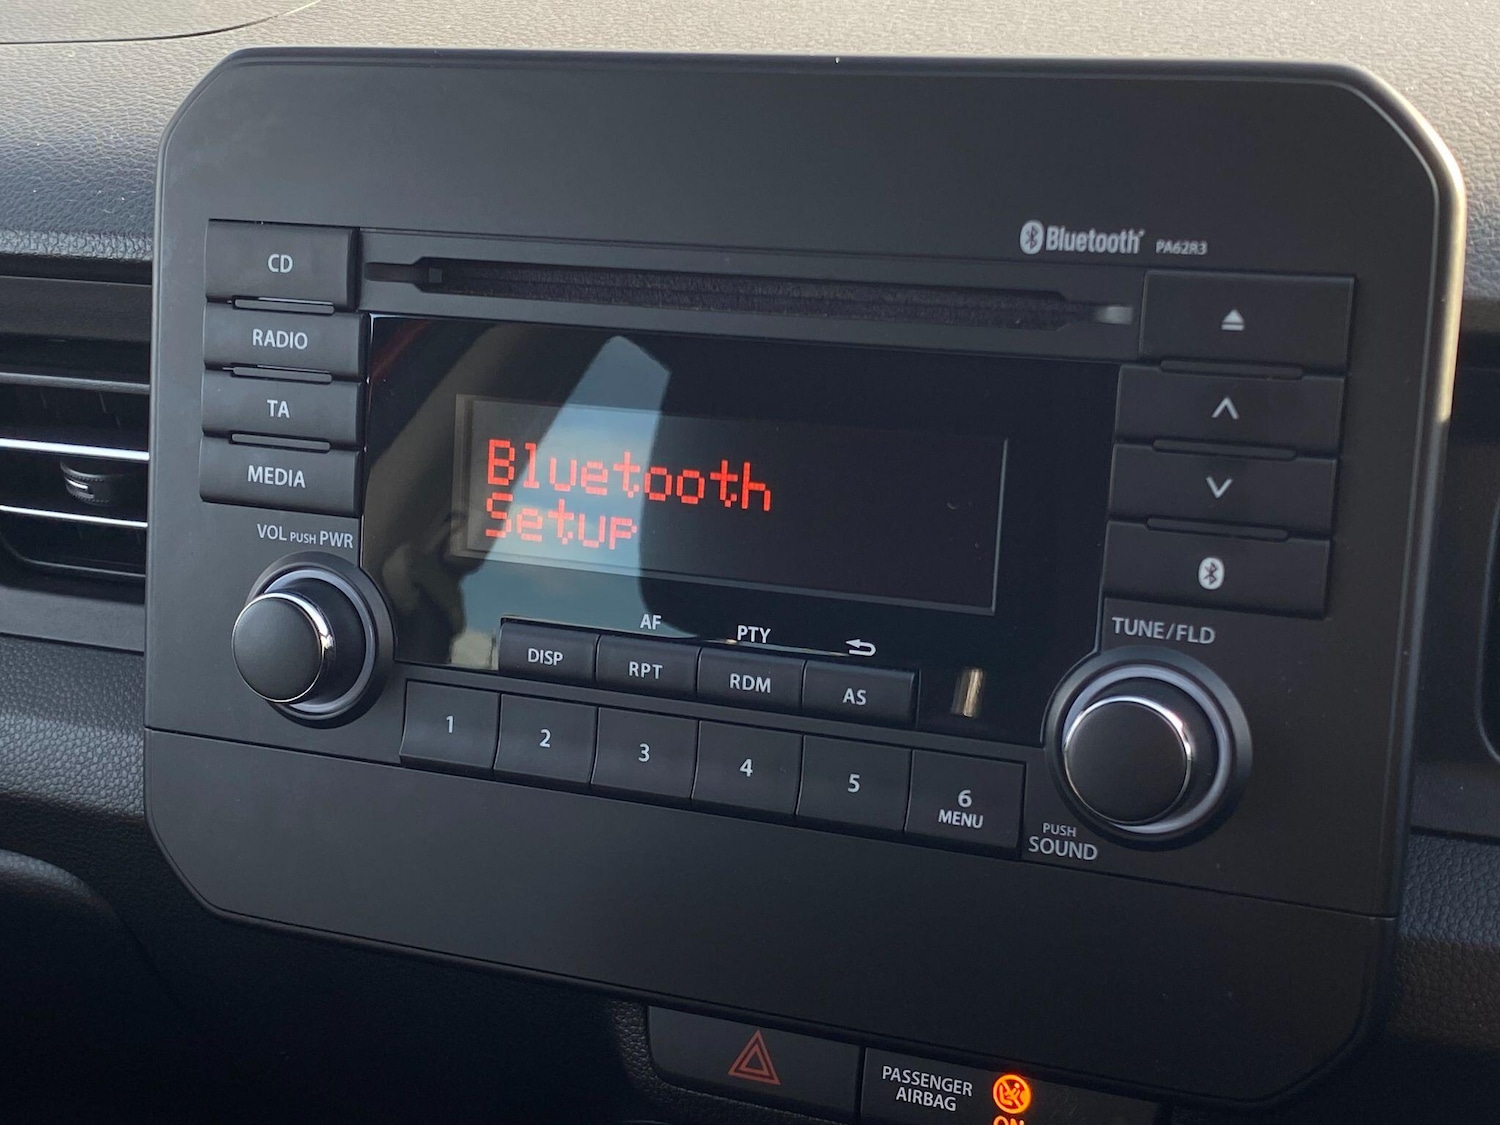 Bluetooth PA62R3
CD
RADIO
TA
MEDIA
VOL PUSH PWR
Bluetooth
Setup
AF
PTY
DISP
RPT
RDM
AS
1
2
3
4
5
6
MENU
TUNE/FLD
PUSH
SOUND
PASSENGER
AIRBAG
ON